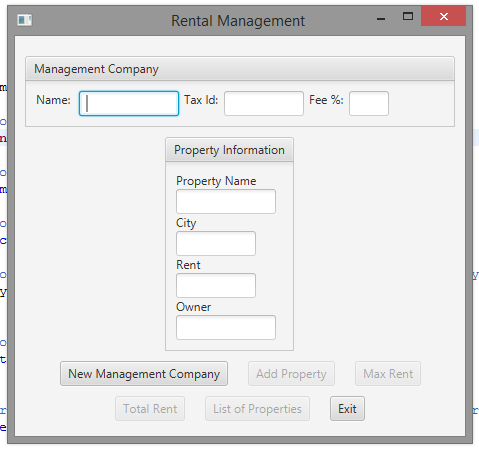 Rental Management
Management Company
Name: Tax Id: Fee %:
Property Information
Property Name
City
Rent
Owner
New Management Company Add Property Max Rent
Total Rent List of Properties Exit